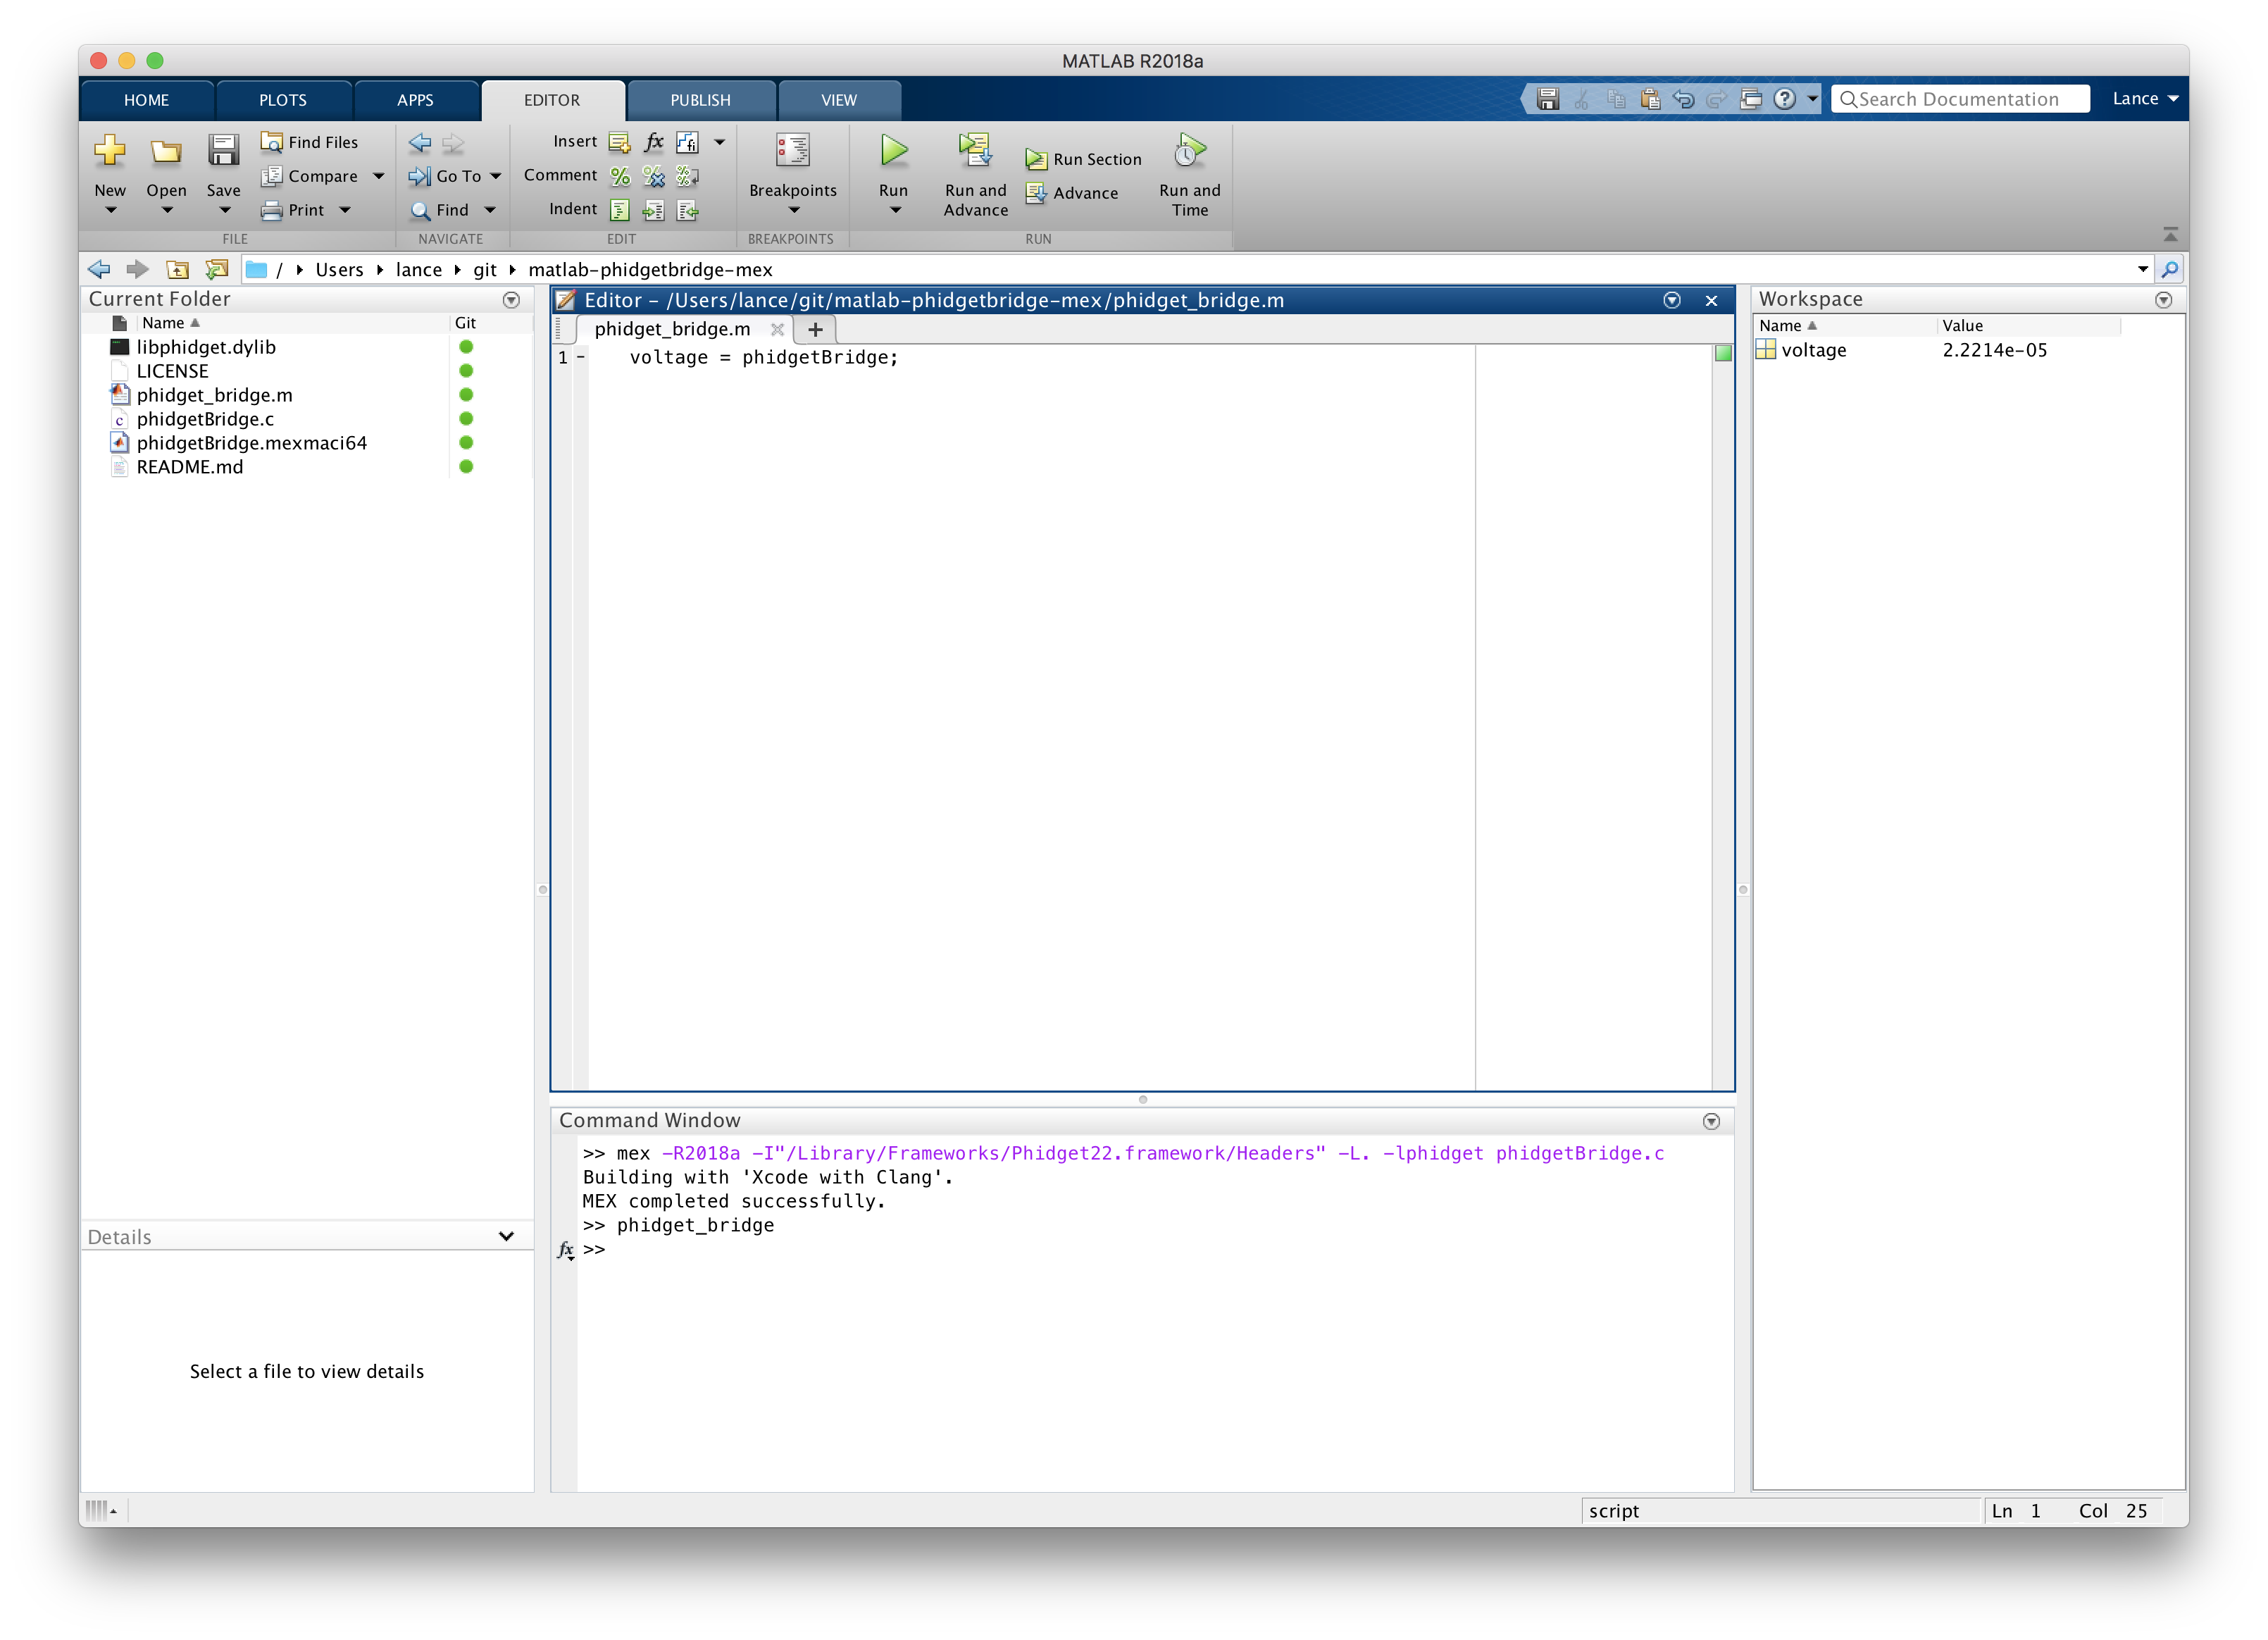 MATLAB R2018a
HOME PLOTS APPS EDITOR PUBLISH VIEW Search Documentation Lance
New Open Save Find Files Compare Print
FILE
Go To Find
NAVIGATE
Insert fx fi
Comment
Indent
EDIT
Breakpoints
BREAKPOINTS
Run Run and Advance Run Section Advance Run and Time
RUN
/ Users lance git matlab-phidgetbridge-mex
Current Folder
Name Git
libphidget.dylib
LICENSE
phidget_bridge.m
phidgetBridge.c
phidgetBridge.mexmaci64
README.md
Details
Select a file to view details
Editor – /Users/lance/git/matlab-phidgetbridge-mex/phidget_bridge.m
phidget_bridge.m
1 – voltage = phidgetBridge;
Command Window
>> mex -R2018a -I"/Library/Frameworks/Phidget22.framework/Headers" -L. -lphidget phidgetBridge.c
Building with 'Xcode with Clang'.
MEX completed successfully.
>> phidget_bridge
fx >>
Workspace
Name Value
voltage 2.2214e-05
script Ln 1 Col 25